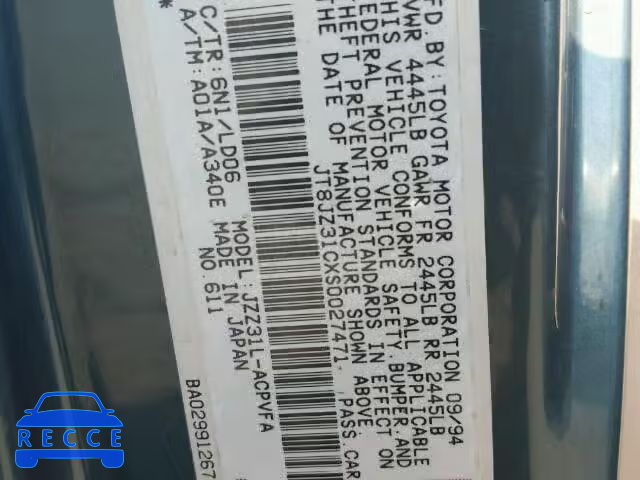 MFD. BY: TOYOTA MOTOR CORPORATION 09/94
GVWR 4445LB GAWR FR 2445LB RR 2445LB
THIS VEHICLE CONFORMS TO ALL APPLICABLE
FEDERAL MOTOR VEHICLE SAFETY, BUMPER, AND
THEFT PREVENTION STANDARDS IN EFFECT ON
THE DATE OF MANUFACTURE SHOWN ABOVE.
JT8JZ31CXS0027471 PASS.CAR
*
C/TR: 6N1/LD06 MODEL: JZZ31L-ACPVFA
A/TM: A01A/A340E MADE IN JAPAN
NO. 611
BA02991267
RECCE